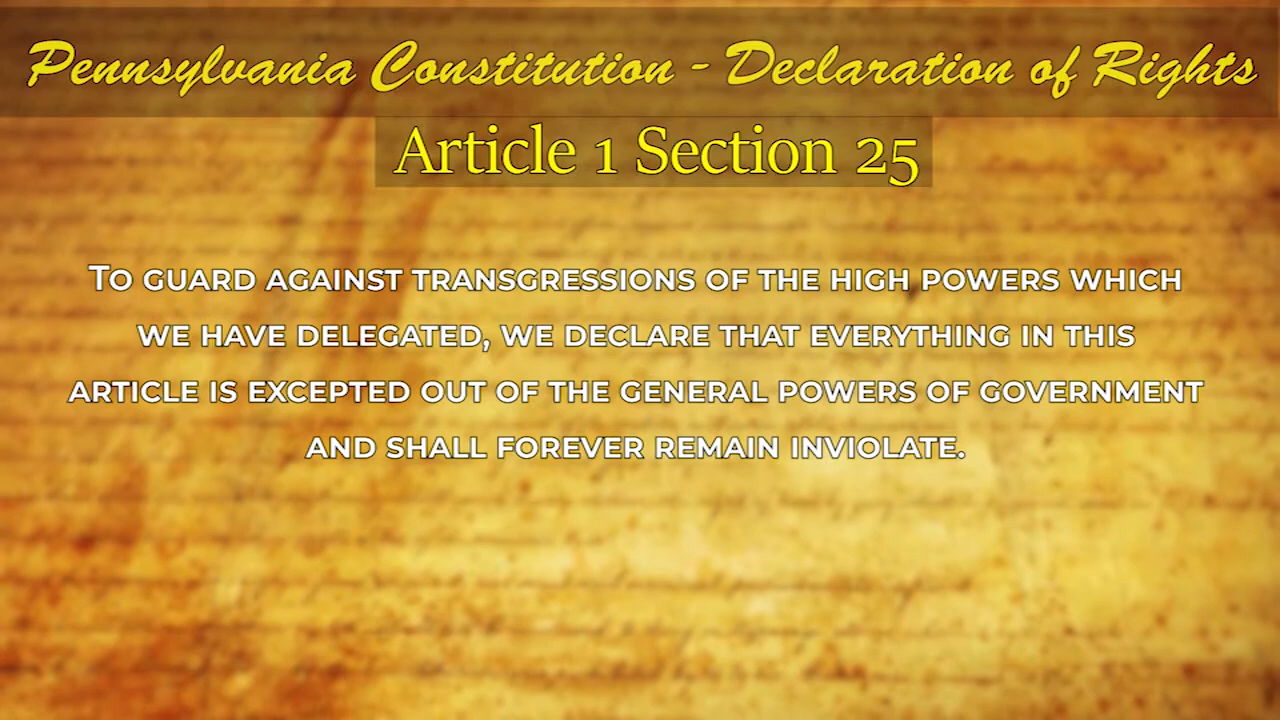 Pennsylvania Constitution - Declaration of Rights
Article 1 Section 25
To guard against transgressions of the high powers which
we have delegated, we declare that everything in this
article is excepted out of the general powers of government
and shall forever remain inviolate.